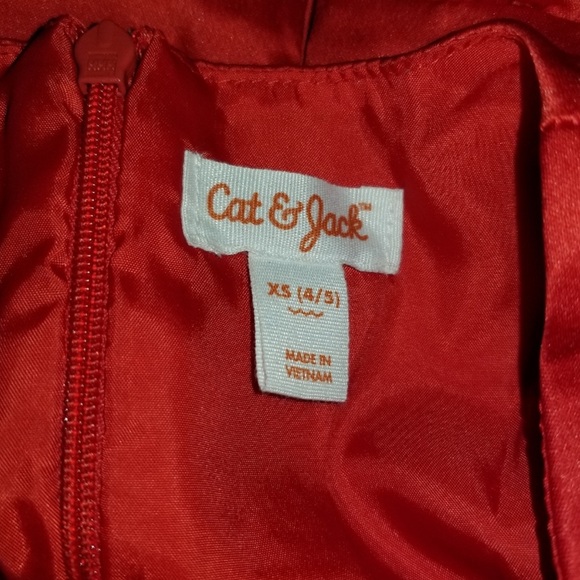 Cat & Jack™
XS (4/5)
MADE IN
VIETNAM